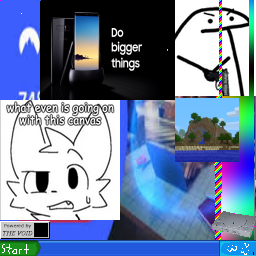 Do
bigger
things
what even is going on
with this canvas
Powered by
THE VOID
Start